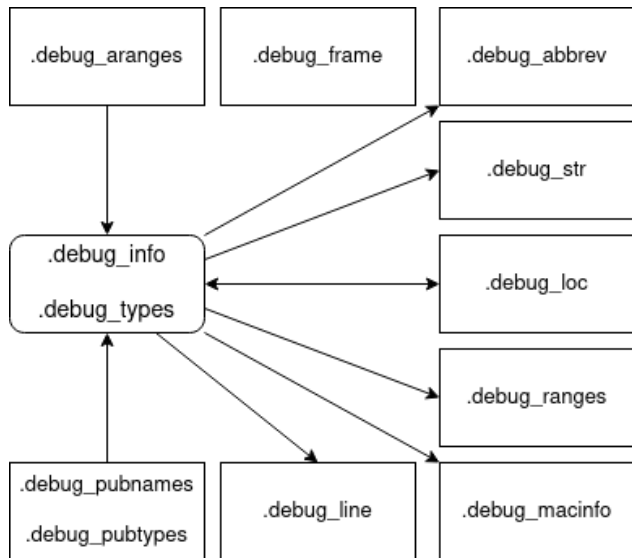 .debug_aranges
.debug_frame
.debug_abbrev
.debug_str
.debug_info
.debug_types
.debug_loc
.debug_ranges
.debug_pubnames
.debug_pubtypes
.debug_line
.debug_macinfo